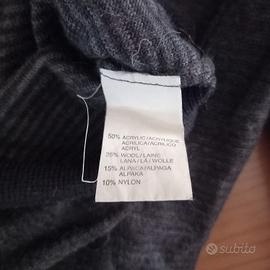 50% ACRYLIC/ACRYLIQUE
ACRILICA/ACRILICO
ACRYL
25% WOOL/LAINE
LANA/LÃ/WOLLE
15% ALPACA/ALPAGA
ALPAKA
10% NYLON
subito